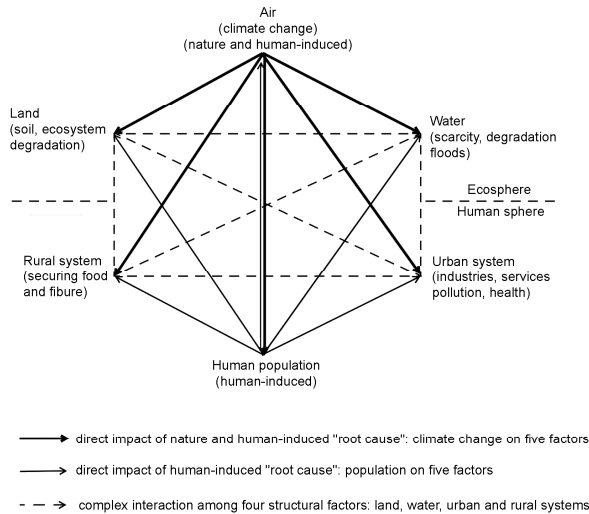 Air
(climate change)
(nature and human-induced)
Land
(soil, ecosystem
degradation)
Water
(scarcity, degradation
floods)
Ecosphere
Human sphere
Rural system
(securing food
and fibure)
Urban system
(industries, services
pollution, health)
Human population
(human-induced)
direct impact of nature and human-induced "root cause": climate change on five factors
direct impact of human-induced "root cause": population on five factors
complex interaction among four structural factors: land, water, urban and rural systems